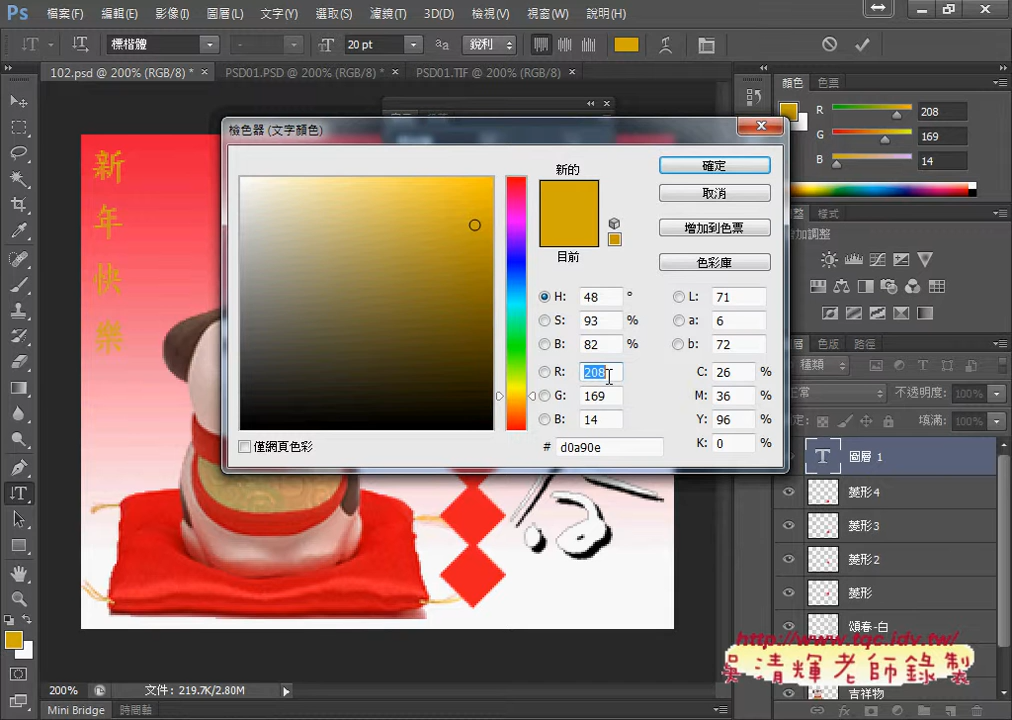 Ps 檔案(F) 編輯(E) 影像(I) 圖層(L) 文字(Y) 選取(S) 濾鏡(T) 3D(D) 檢視(V) 視窗(W) 說明(H)
T 標楷體 - 20 pt aa 銳利
102.psd @ 200% (RGB/8) * × PSD01.PSD @ 200% (RGB/8) * × PSD01.TIF @ 200% (RGB/8) ×
顏色 色票
R 208
G 169
B 14
樣式
加調整
檢色器 (文字顏色)
新的
目前
確定
取消
增加到色票
色彩庫
H: 48 °
S: 93 %
B: 82 %
R: 208
G: 169
B: 14
L: 71
a: 6
b: 72
C: 26 %
M: 36 %
Y: 96 %
K: 0 %
# d0a90e
僅網頁色彩
新
年
快
樂
色版 路徑
種類
常 不透明度: 100%
填滿: 100%
T 圖層 1
菱形4
菱形3
菱形2
菱形
頌春-白
吉祥物
http://www.tqc.idv.tw/
吳清輝老師錄製
200% 文件: 219.7K/2.80M
Mini Bridge 時間軸